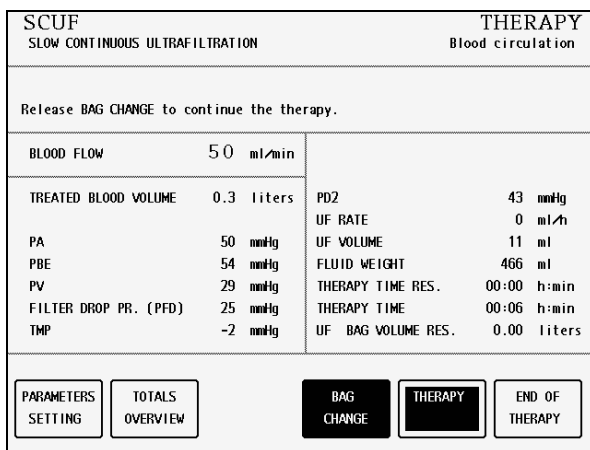 SCUF THERAPY
SLOW CONTINUOUS ULTRAFILTRATION Blood circulation
Release BAG CHANGE to continue the therapy.
BLOOD FLOW 50 ml/min
TREATED BLOOD VOLUME 0.3 liters
PA 50 mmHg
PBE 54 mmHg
PV 29 mmHg
FILTER DROP PR. (PFD) 25 mmHg
TMP -2 mmHg
PD2 43 mmHg
UF RATE 0 ml/h
UF VOLUME 11 ml
FLUID WEIGHT 466 ml
THERAPY TIME RES. 00:00 h:min
THERAPY TIME 00:06 h:min
UF BAG VOLUME RES. 0.00 liters
PARAMETERS
SETTING
TOTALS
OVERVIEW
BAG
CHANGE
THERAPY
END OF
THERAPY